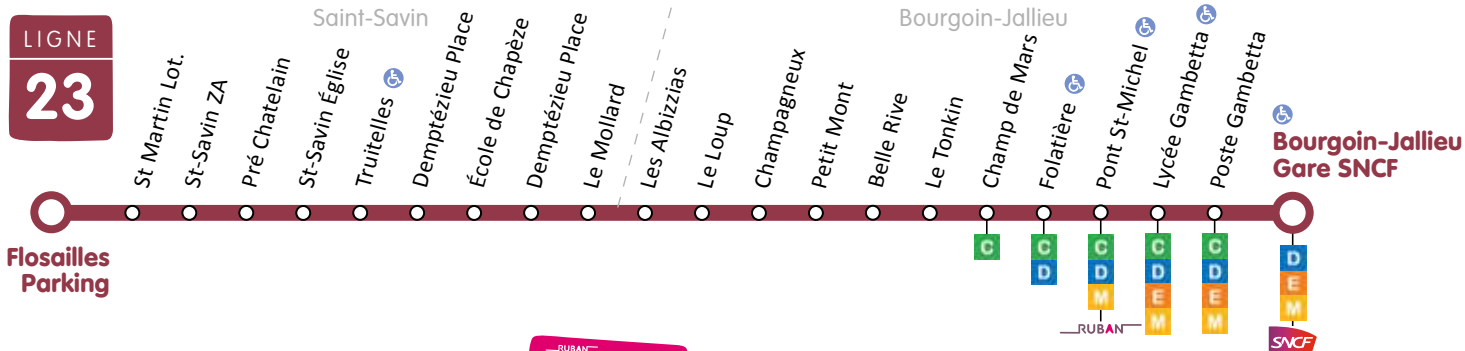 LIGNE
23
Saint-Savin
Bourgoin-Jallieu
St Martin Lot.
St-Savin ZA
Pré Chatelain
St-Savin Église
Truitelles
Demptézieu Place
École de Chapèze
Demptézieu Place
Le Mollard
Les Albizzias
Le Loup
Champagneux
Petit Mont
Belle Rive
Le Tonkin
Champ de Mars
Folatière
Pont St-Michel
Lycée Gambetta
Poste Gambetta
Bourgoin-Jallieu
Gare SNCF
Flosailles
Parking
C
C
D
C
D
M
RUBAN
C
D
E
M
C
D
E
M
D
E
M
SNCF
RUBAN